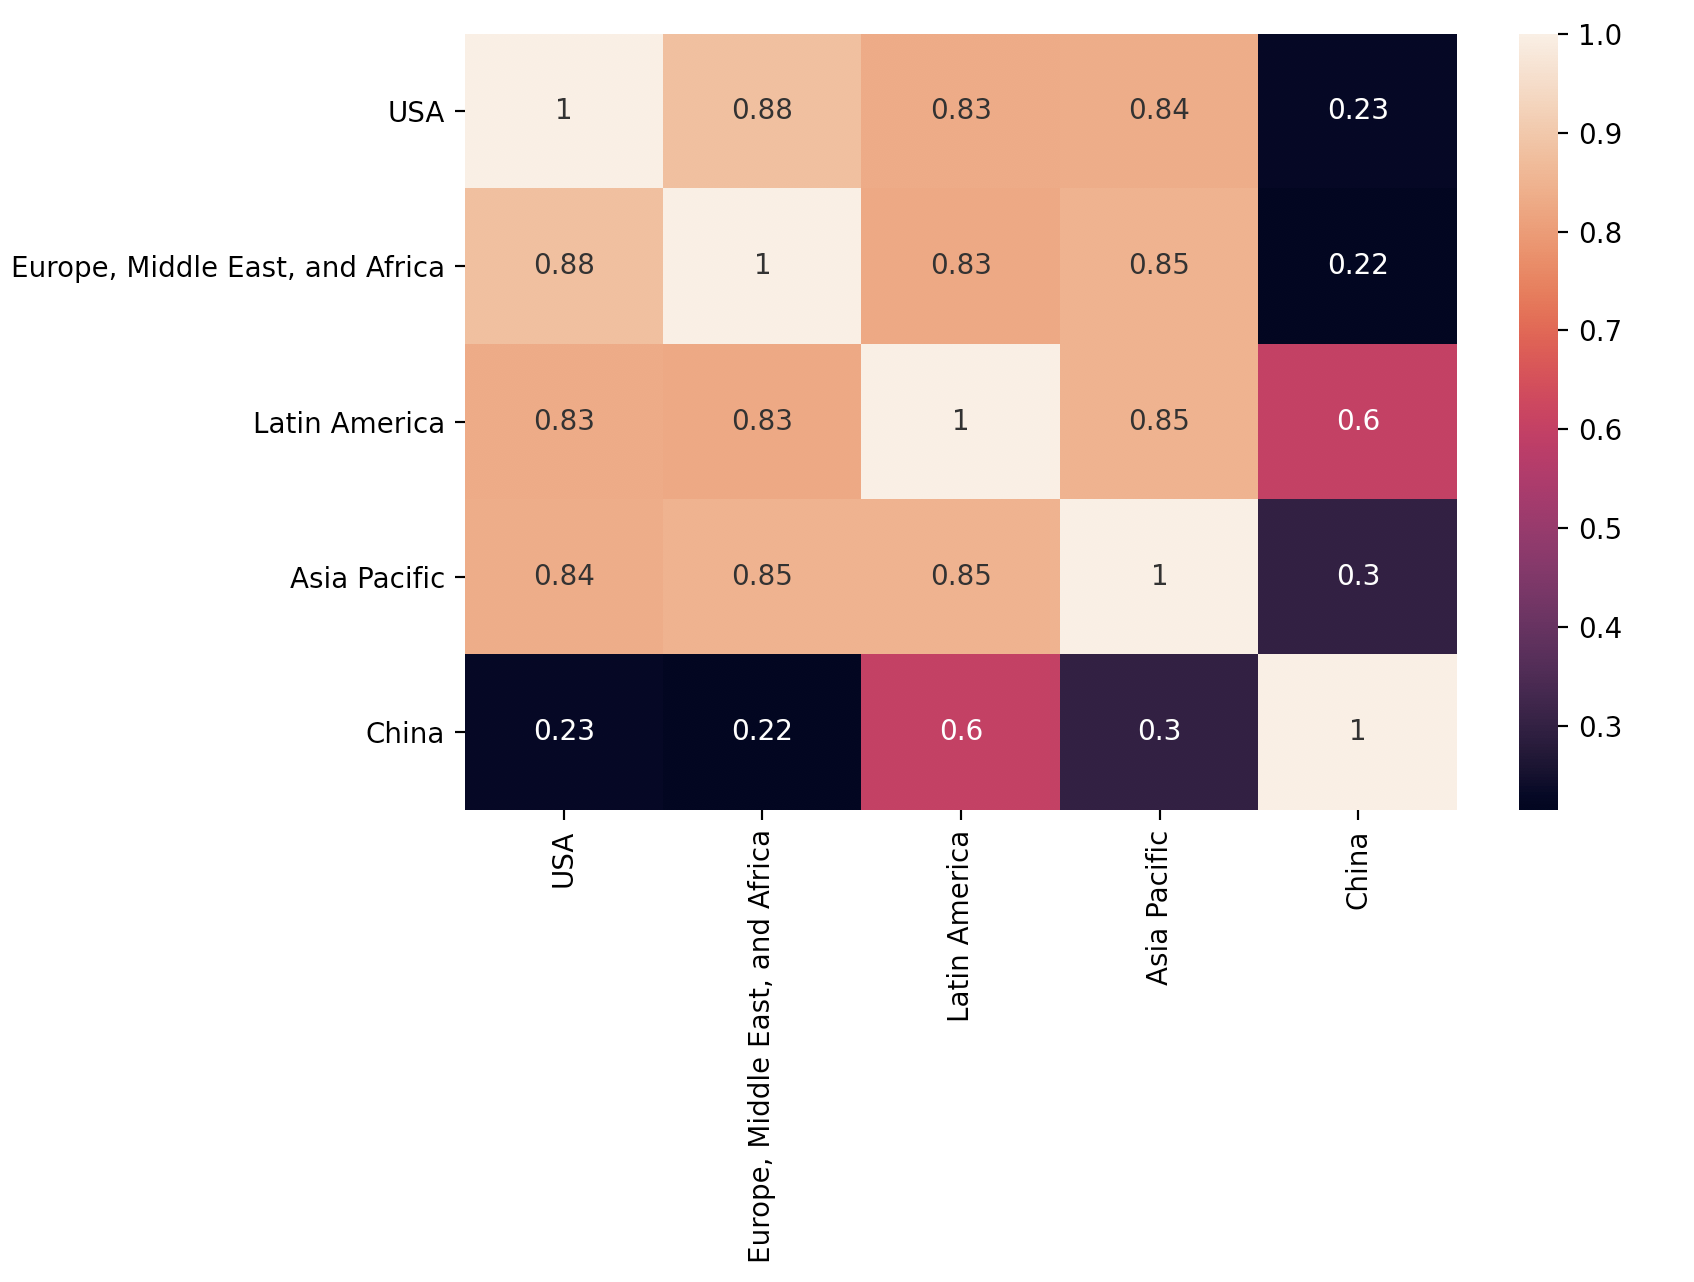 USA 1 0.88 0.83 0.84 0.23
Europe, Middle East, and Africa 0.88 1 0.83 0.85 0.22
Latin America 0.83 0.83 1 0.85 0.6
Asia Pacific 0.84 0.85 0.85 1 0.3
China 0.23 0.22 0.6 0.3 1
USA
Europe, Middle East, and Africa
Latin America
Asia Pacific
China
1.0
0.9
0.8
0.7
0.6
0.5
0.4
0.3